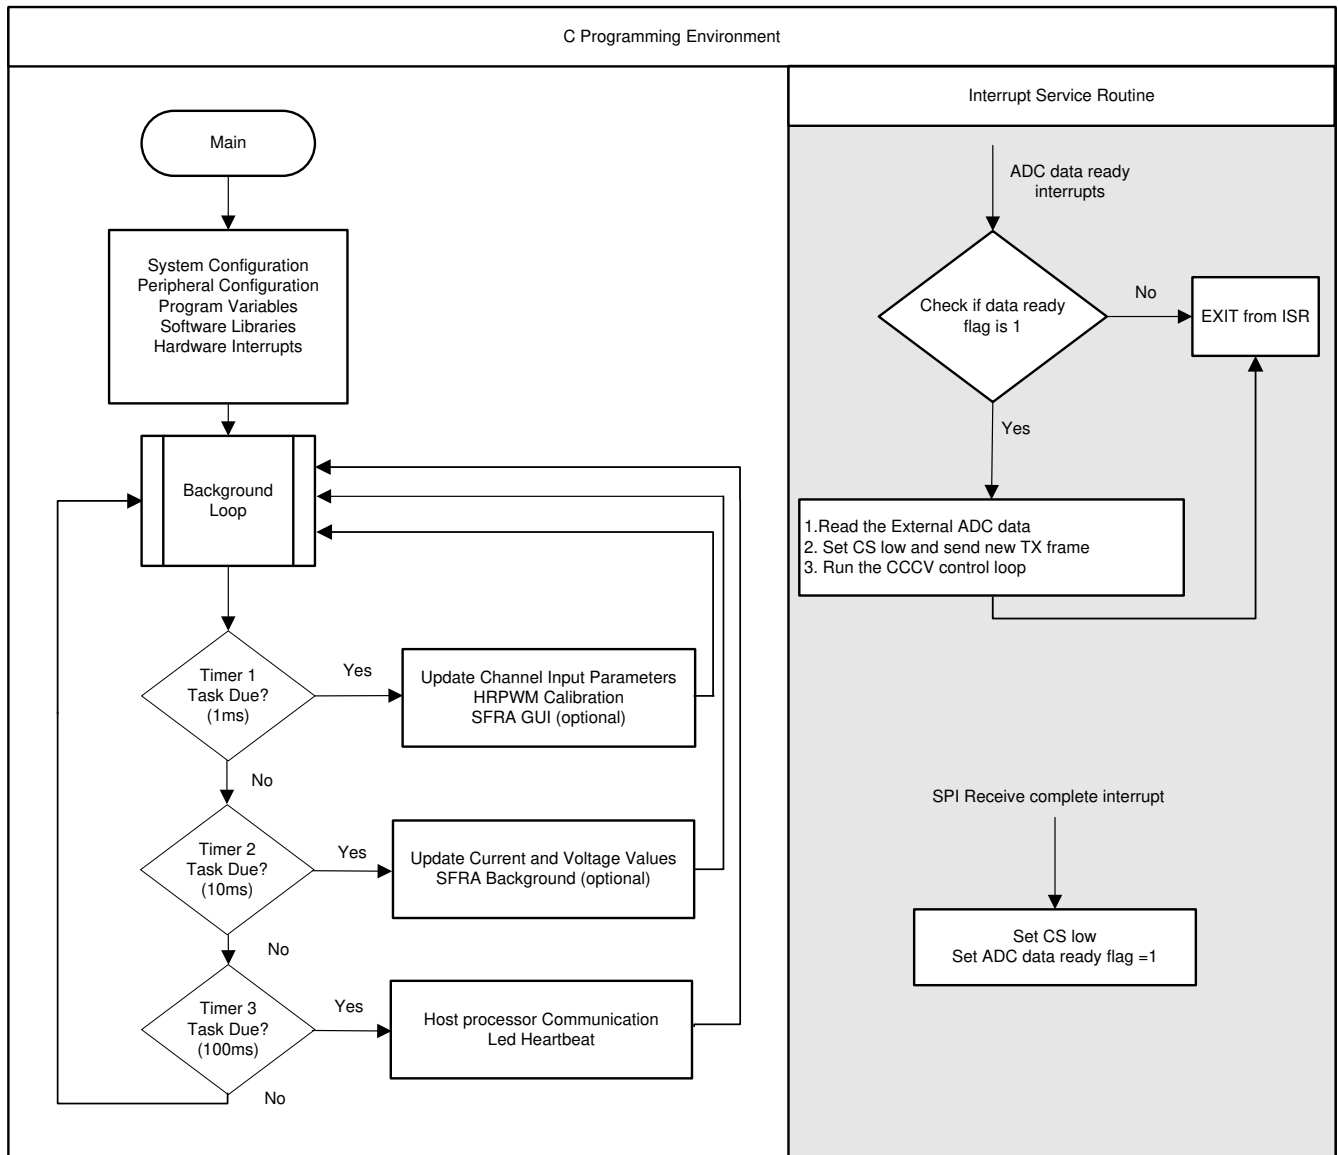 C Programming Environment
Main
System Configuration
Peripheral Configuration
Program Variables
Software Libraries
Hardware Interrupts
Background
Loop
Timer 1
Task Due?
(1ms)
Yes
Update Channel Input Parameters
HRPWM Calibration
SFRA GUI (optional)
No
Timer 2
Task Due?
(10ms)
Yes
Update Current and Voltage Values
SFRA Background (optional)
No
Timer 3
Task Due?
(100ms)
Yes
Host processor Communication
Led Heartbeat
No
Interrupt Service Routine
ADC data ready
interrupts
Check if data ready
flag is 1
No
EXIT from ISR
Yes
1.Read the External ADC data
2. Set CS low and send new TX frame
3. Run the CCCV control loop
SPI Receive complete interrupt
Set CS low
Set ADC data ready flag =1